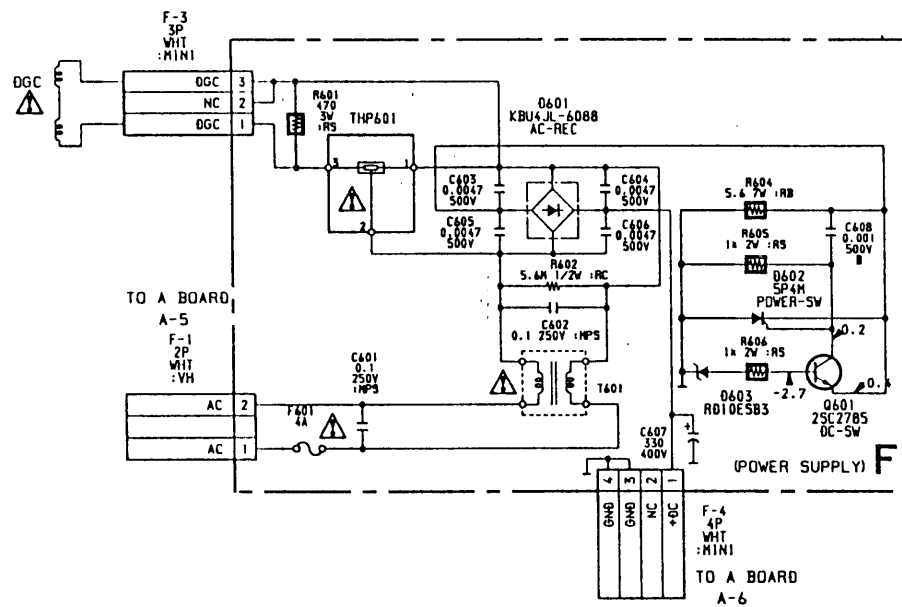 F-3
3P
WHT
:MINI
DGC
DGC 3
NC 2
DGC 1
R601
470
3W
:RS
THP601
3
1
2
D601
KBU4JL-6088
AC-REC
C603
0.0047
500V
C604
0.0047
500V
C605
0.0047
500V
C606
0.0047
500V
R602
5.6M 1/2W :RC
C602
0.1 250V :MPS
T601
R604
5.6 7W :RB
R605
1k 2W :RS
C608
0.001
500V
B
D602
5P4M
POWER-SW
R606
1k 2W :RS
0.2
-2.7
0.4
D603
RD10ESB3
Q601
2SC2785
DC-SW
TO A BOARD
A-5
F-1
2P
WHT
:VH
AC 2
AC 1
C601
0.1
250V
:MPS
F601
4A
C607
330
400V
+
(POWER SUPPLY) F
GND 4
GND 3
NC 2
+DC 1
F-4
4P
WHT
:MINI
TO A BOARD
A-6